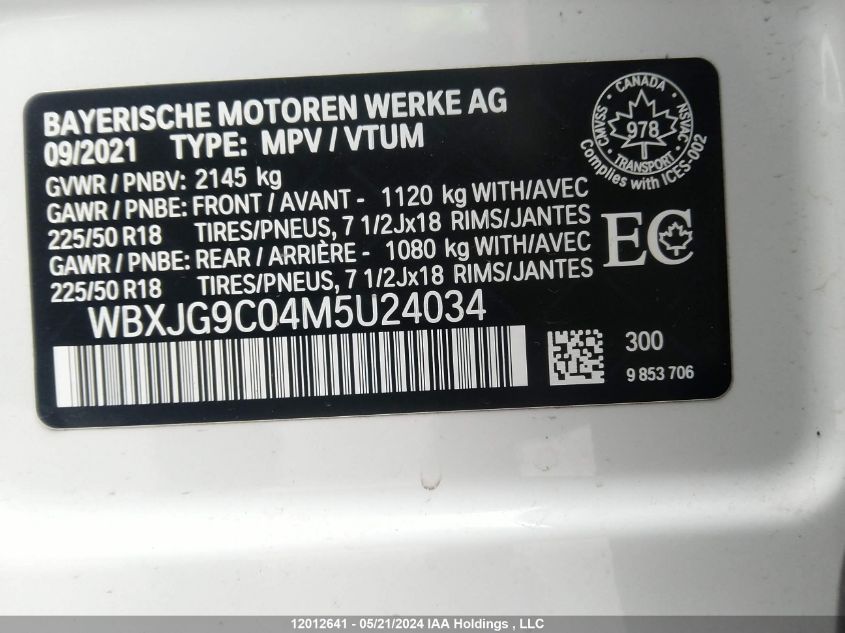 BAYERISCHE MOTOREN WERKE AG
09/2021 TYPE: MPV / VTUM
GVWR / PNBV: 2145 kg
GAWR / PNBE: FRONT / AVANT - 1120 kg WITH/AVEC
225/50 R18 TIRES/PNEUS, 7 1/2Jx18 RIMS/JANTES
GAWR / PNBE: REAR / ARRIÈRE - 1080 kg WITH/AVEC
225/50 R18 TIRES/PNEUS, 7 1/2Jx18 RIMS/JANTES
WBXJG9C04M5U24034
CANADA
CMVSS
NSVAC
978
TRANSPORT
Complies with ICES-002
EC
300
9 853 706
12012641 - 05/21/2024 IAA Holdings , LLC